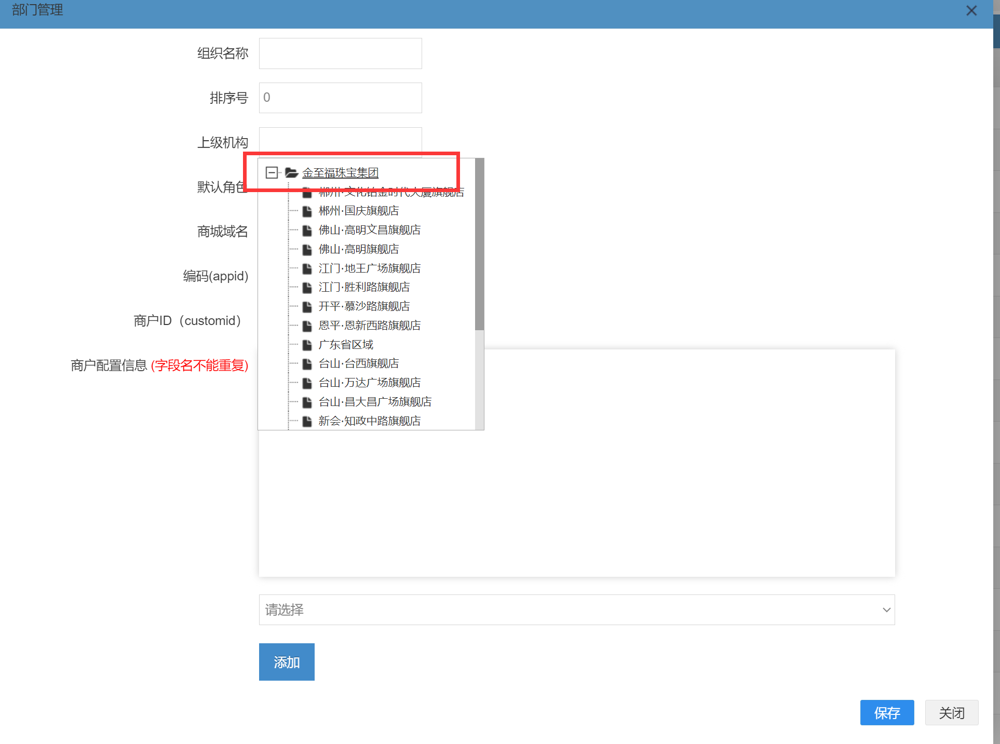 部门管理
组织名称
排序号 0
上级机构
金至福珠宝集团
默认角色
郴州·文化铂金时代大厦旗舰店
郴州·国庆旗舰店
商城域名
佛山·高明文昌旗舰店
佛山·高明旗舰店
江门·地王广场旗舰店
编码(appid)
江门·胜利路旗舰店
开平·慕沙路旗舰店
商户ID（customid）
恩平·恩新西路旗舰店
广东省区域
商户配置信息 (字段名不能重复)
台山·台西旗舰店
台山·万达广场旗舰店
台山·昌大昌广场旗舰店
新会·知政中路旗舰店
请选择
添加
保存 关闭